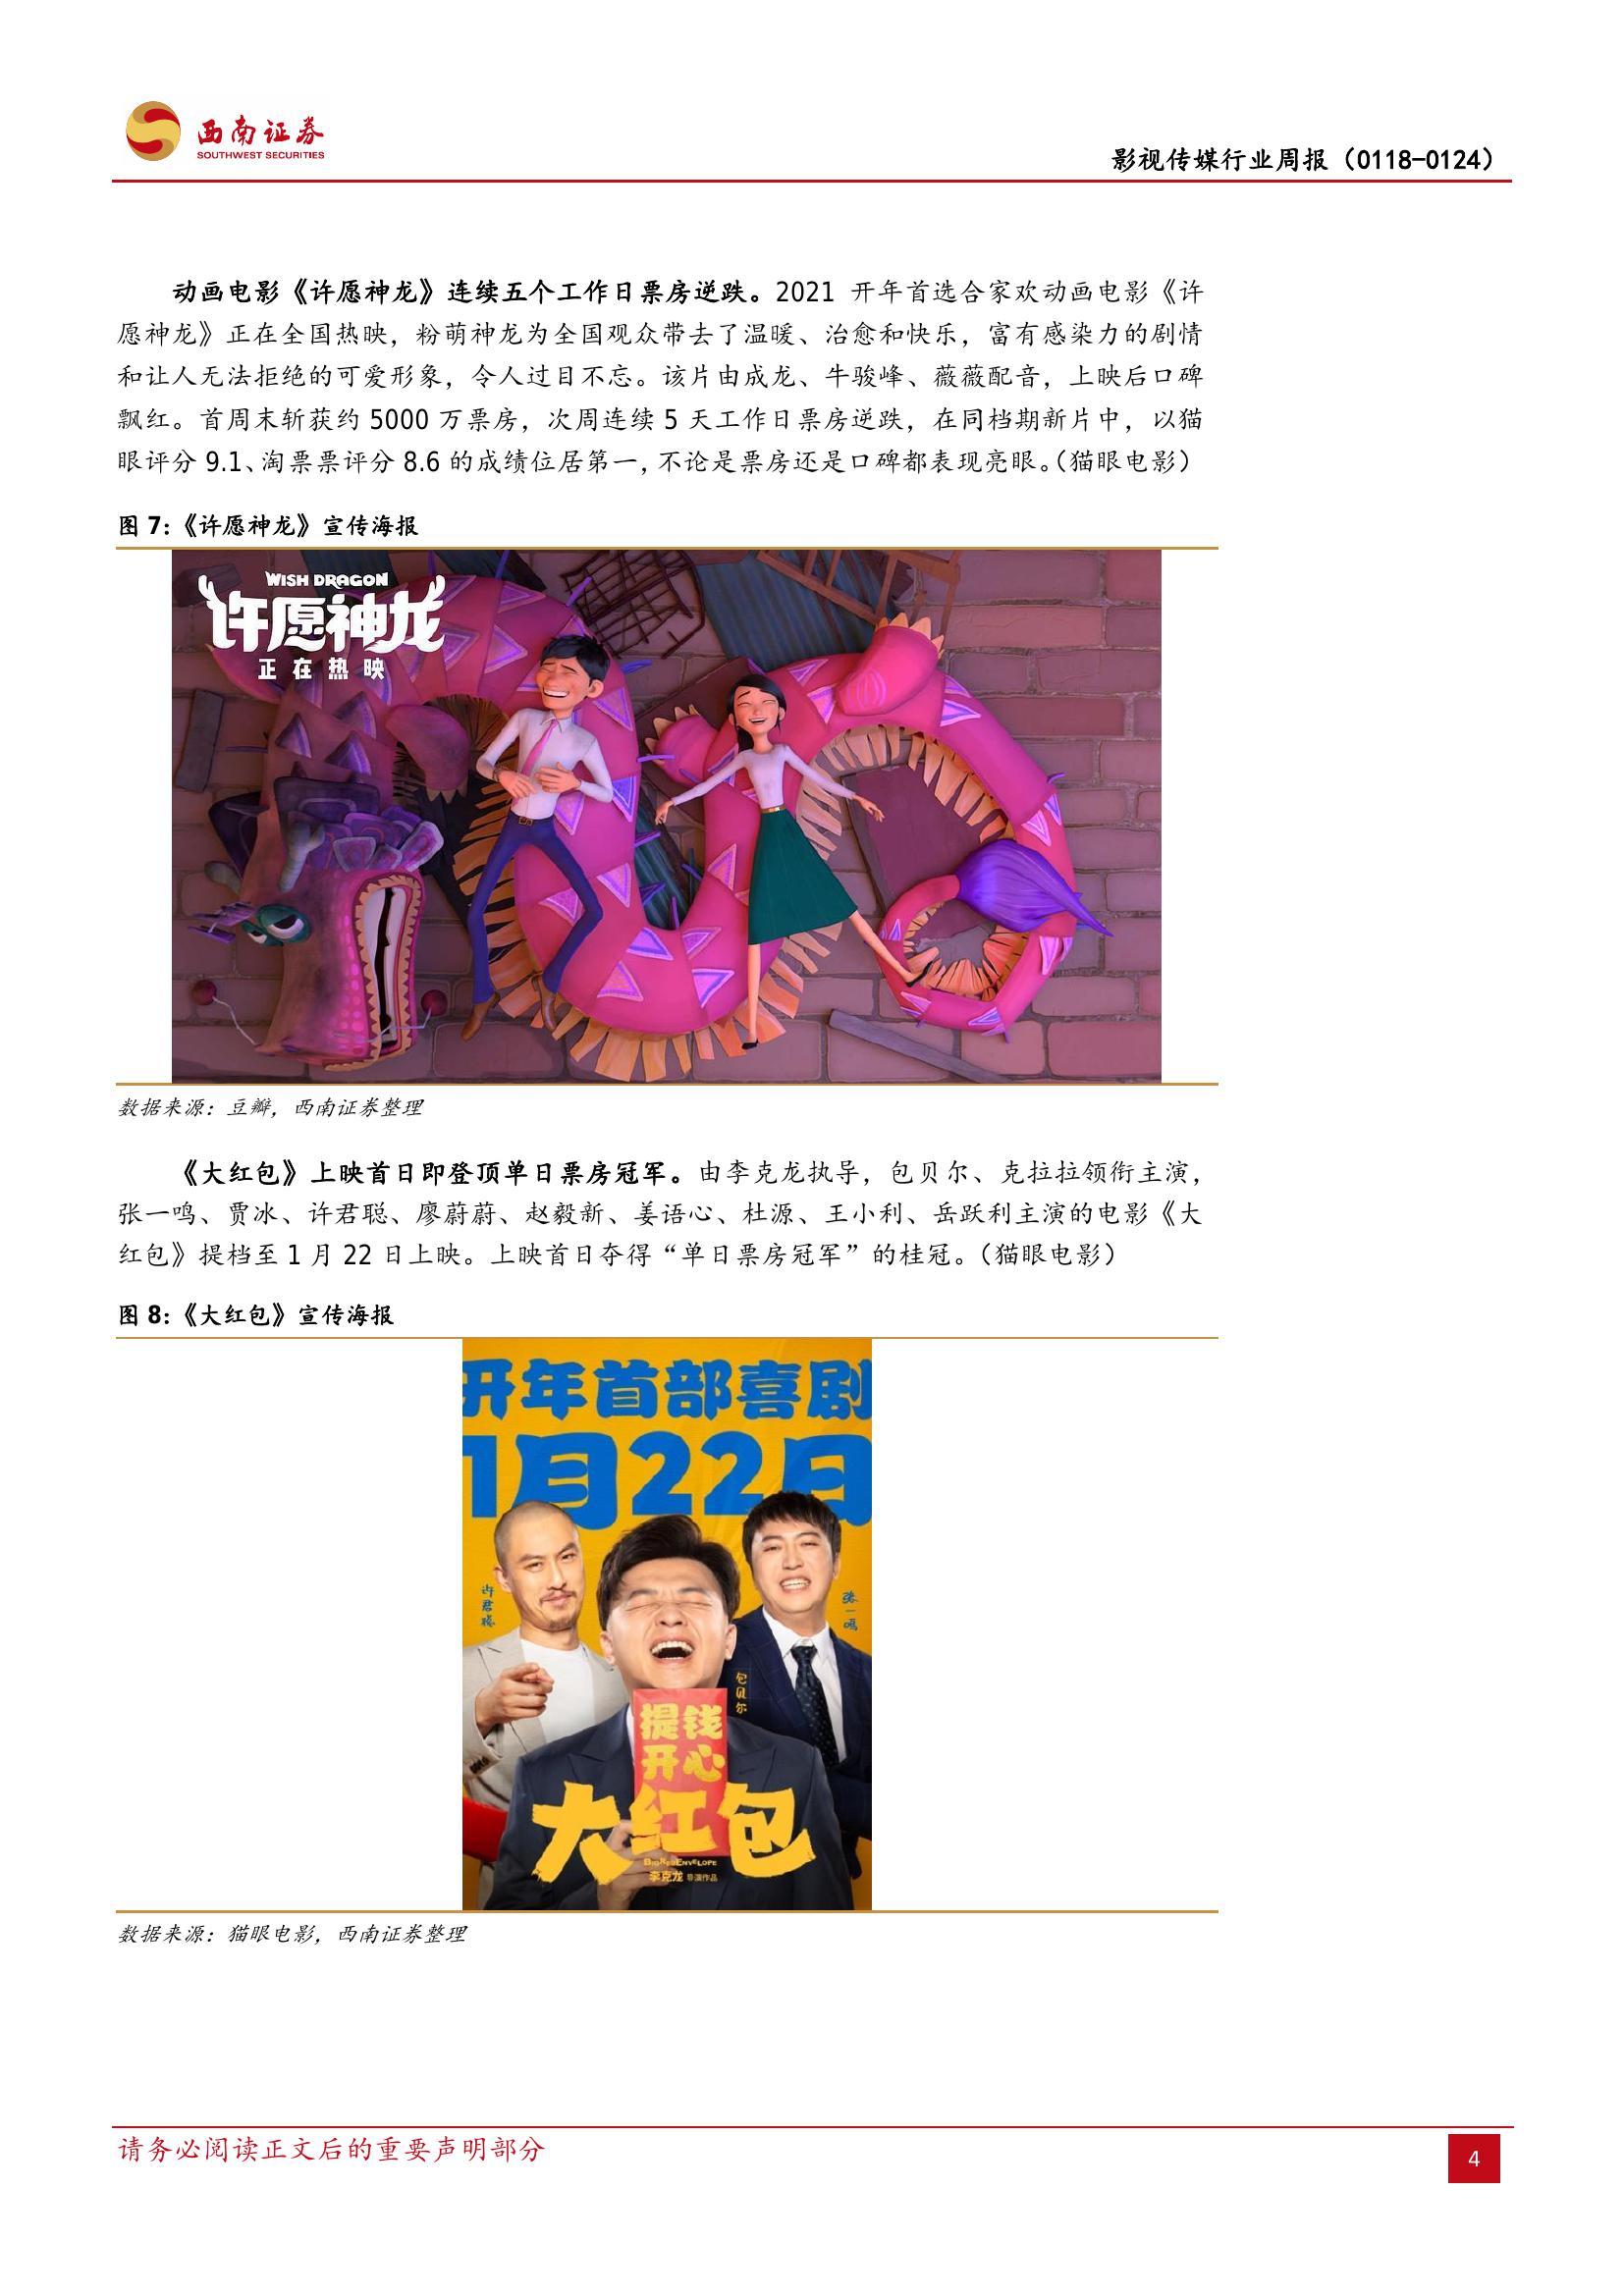 西南证券
SOUTHWEST SECURITIES
影视传媒行业周报（0118-0124）
动画电影《许愿神龙》连续五个工作日票房逆跌。2021 开年首选合家欢动画电影《许
愿神龙》正在全国热映，粉萌神龙为全国观众带去了温暖、治愈和快乐，富有感染力的剧情
和让人无法拒绝的可爱形象，令人过目不忘。该片由成龙、牛骏峰、薇薇配音，上映后口碑
飘红。首周末斩获约 5000 万票房，次周连续 5 天工作日票房逆跌，在同档期新片中，以猫
眼评分 9.1、淘票票评分 8.6 的成绩位居第一，不论是票房还是口碑都表现亮眼。（猫眼电影）
图 7：《许愿神龙》宣传海报
WISH DRAGON
许愿神龙
正在热映
数据来源：豆瓣，西南证券整理
《大红包》上映首日即登顶单日票房冠军。由李克龙执导，包贝尔、克拉拉领衔主演，
张一鸣、贾冰、许君聪、廖蔚蔚、赵毅新、姜语心、杜源、王小利、岳跃利主演的电影《大
红包》提档至 1 月 22 日上映。上映首日夺得“单日票房冠军”的桂冠。（猫眼电影）
图 8：《大红包》宣传海报
开年首部喜剧
1月22日
许君聪
张一鸣
包贝尔
提钱
开心
大红包
BIG RED ENVELOPE
李克龙 导演作品
数据来源：猫眼电影，西南证券整理
请务必阅读正文后的重要声明部分
4